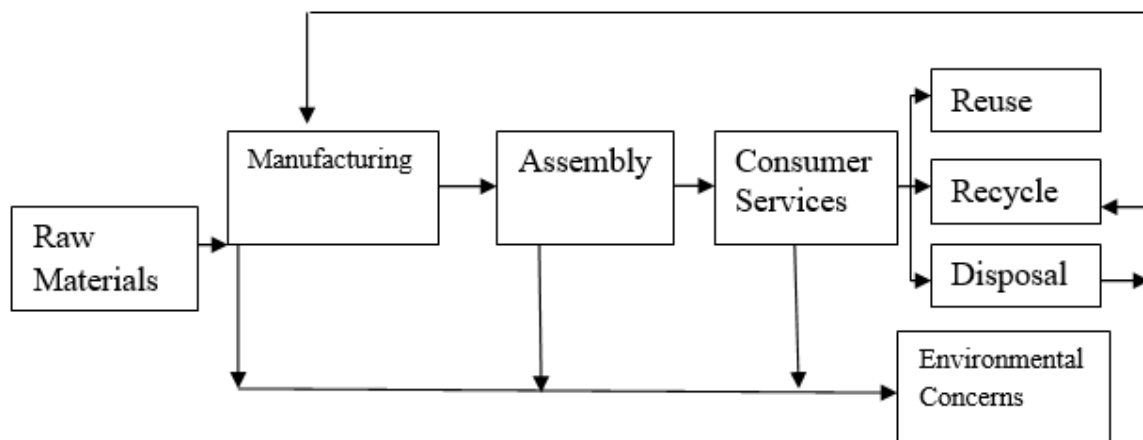 Raw
Materials
Manufacturing
Assembly
Consumer
Services
Reuse
Recycle
Disposal
Environmental
Concerns